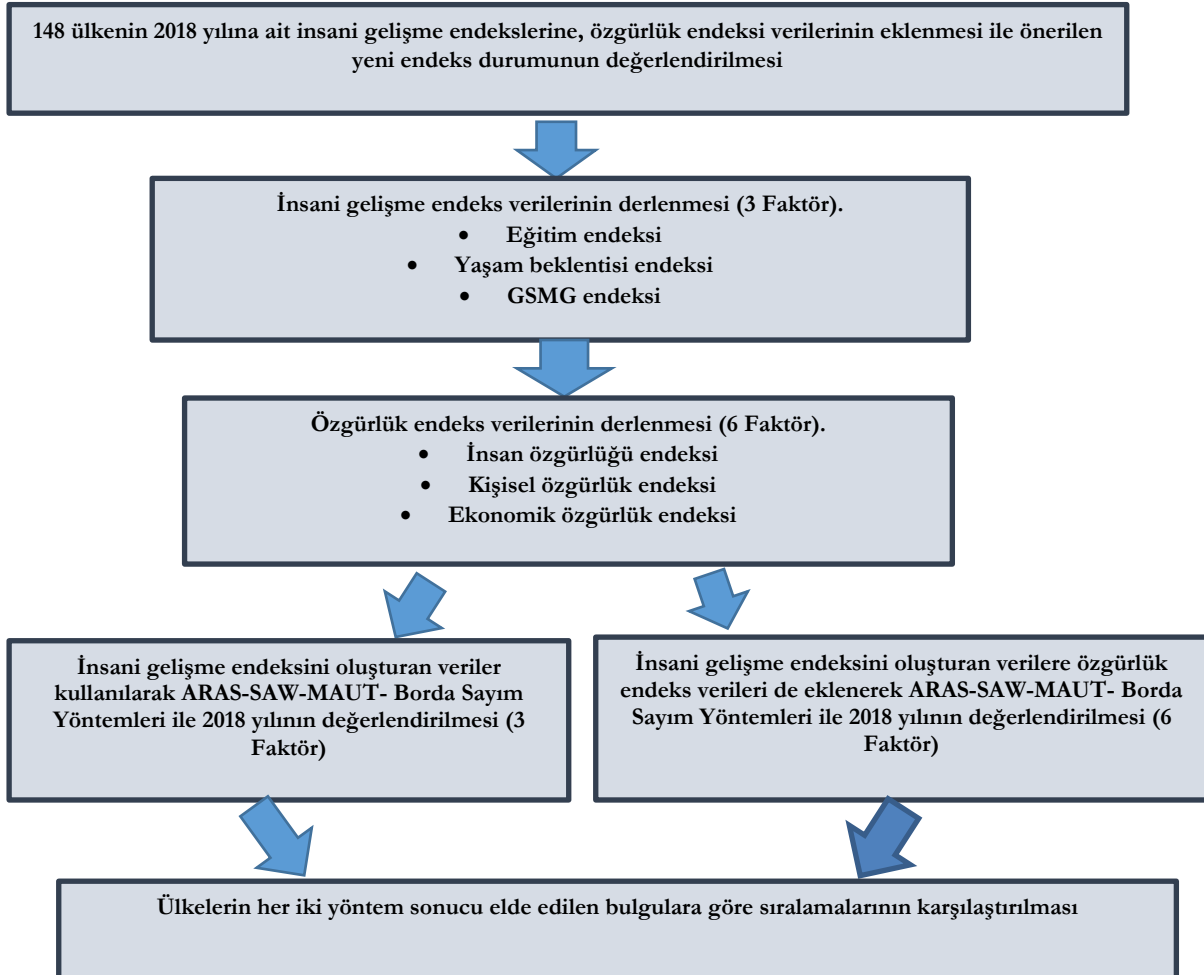 148 ülkenin 2018 yılına ait insani gelişme endekslerine, özgürlük endeksi verilerinin eklenmesi ile önerilen
yeni endeks durumunun değerlendirilmesi
İnsani gelişme endeks verilerinin derlenmesi (3 Faktör).
• Eğitim endeksi
• Yaşam beklentisi endeksi
• GSMG endeksi
Özgürlük endeks verilerinin derlenmesi (6 Faktör).
• İnsan özgürlüğü endeksi
• Kişisel özgürlük endeksi
• Ekonomik özgürlük endeksi
İnsani gelişme endeksini oluşturan veriler
kullanılarak ARAS-SAW-MAUT- Borda Sayım
Yöntemleri ile 2018 yılının değerlendirilmesi (3
Faktör)
İnsani gelişme endeksini oluşturan verilere özgürlük
endeks verileri de eklenerek ARAS-SAW-MAUT- Borda
Sayım Yöntemleri ile 2018 yılının değerlendirilmesi (6
Faktör)
Ülkelerin her iki yöntem sonucu elde edilen bulgulara göre sıralamalarının karşılaştırılması